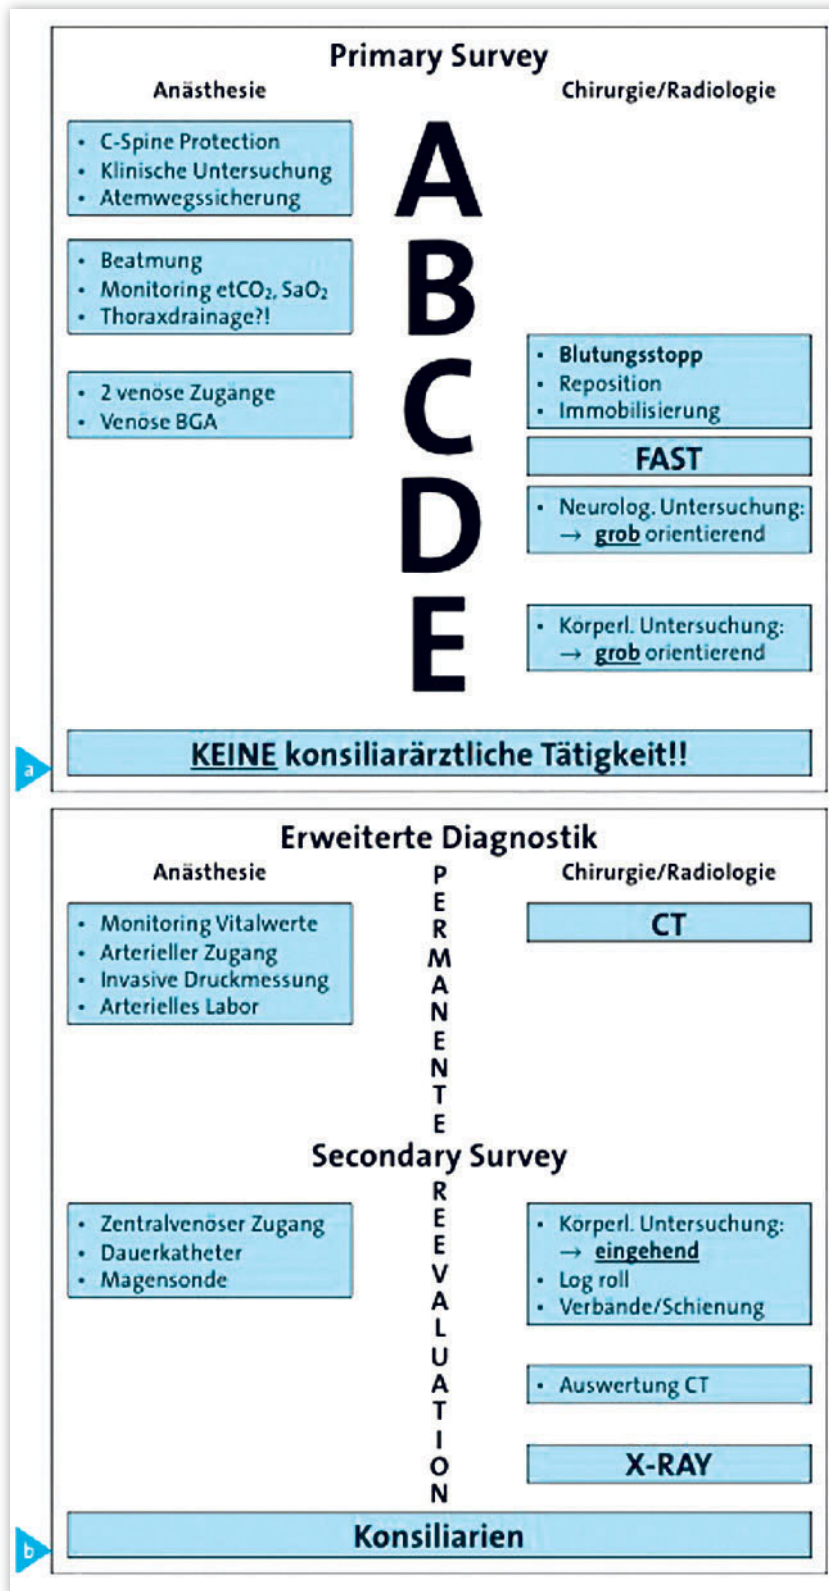 Primary Survey
Anästhesie
Chirurgie/Radiologie
• C-Spine Protection
• Klinische Untersuchung
• Atemwegssicherung
A
• Beatmung
• Monitoring etCO₂, SaO₂
• Thoraxdrainage?!
B
• 2 venöse Zugänge
• Venöse BGA
C
• Blutungsstopp
• Reposition
• Immobilisierung
FAST
D
• Neurolog. Untersuchung:
→ grob orientierend
E
• Körperl. Untersuchung:
→ grob orientierend
KEINE konsiliarärztliche Tätigkeit!!
a
Erweiterte Diagnostik
Anästhesie
Chirurgie/Radiologie
PERMANENTE
• Monitoring Vitalwerte
• Arterieller Zugang
• Invasive Druckmessung
• Arterielles Labor
CT
Secondary Survey
REEVALUATION
• Zentralvenöser Zugang
• Dauerkatheter
• Magensonde
• Körperl. Untersuchung:
→ eingehend
• Log roll
• Verbände/Schienung
• Auswertung CT
X-RAY
Konsiliarien
b